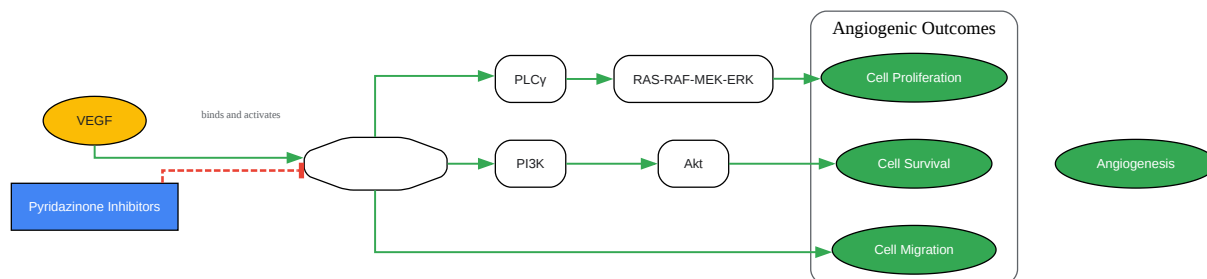 Angiogenic Outcomes
PLCγ
RAS-RAF-MEK-ERK
Cell Proliferation
VEGF
binds and activates
PI3K
Akt
Cell Survival
Angiogenesis
Pyridazinone Inhibitors
Cell Migration